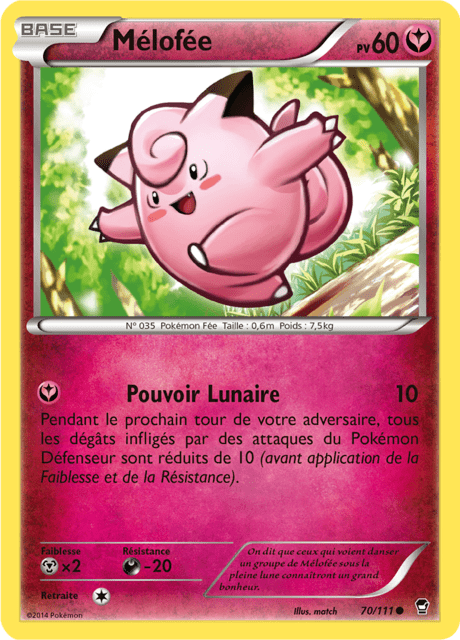 BASE
Mélofée
PV60
N° 035 Pokémon Fée Taille : 0,6m Poids : 7,5kg
Pouvoir Lunaire 10
Pendant le prochain tour de votre adversaire, tous
les dégâts infligés par des attaques du Pokémon
Défenseur sont réduits de 10 (avant application de la
Faiblesse et de la Résistance).
Faiblesse
×2
Résistance
-20
Retraite
On dit que ceux qui voient danser
un groupe de Mélofée sous la
pleine lune connaîtront un grand
bonheur.
©2014 Pokémon
Illus. match
70/111